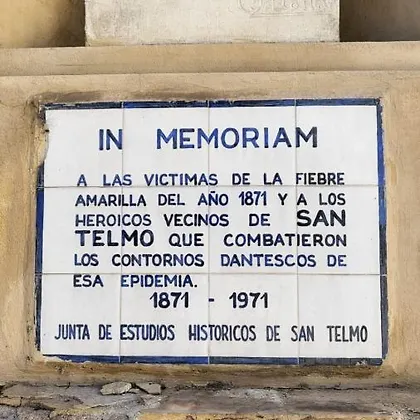 IN MEMORIAM
A LAS VICTIMAS DE LA FIEBRE
AMARILLA DEL AÑO 1871 Y A LOS
HEROICOS VECINOS DE SAN
TELMO QUE COMBATIERON
LOS CONTORNOS DANTESCOS DE
ESA EPIDEMIA.
1871 - 1971
JUNTA DE ESTUDIOS HISTORICOS DE SAN TELMO